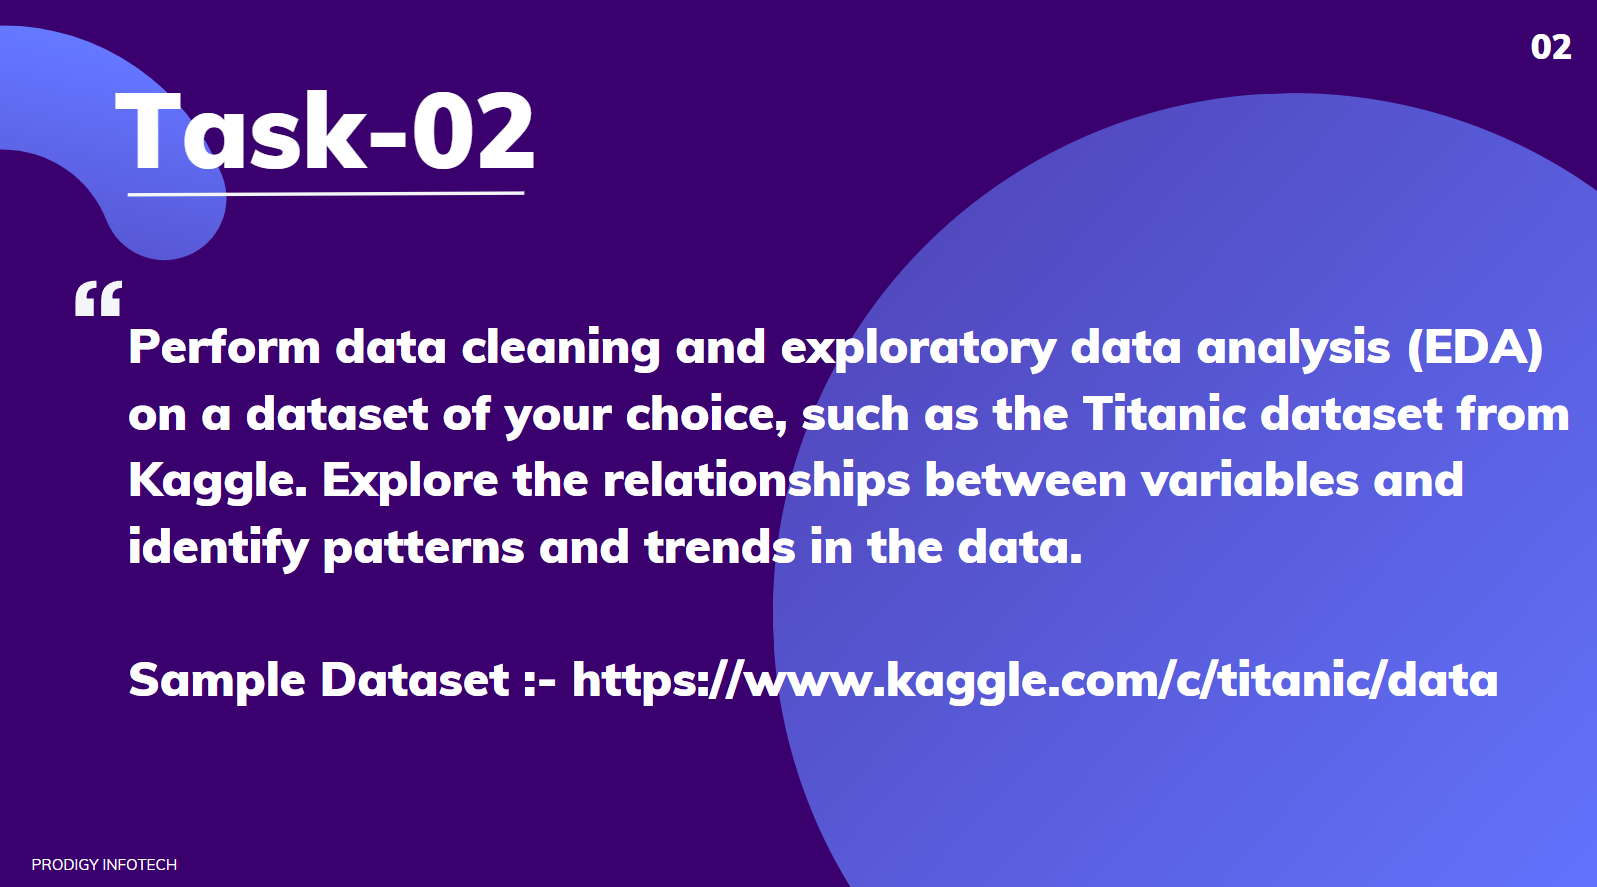 02
Task-02
“
Perform data cleaning and exploratory data analysis (EDA)
on a dataset of your choice, such as the Titanic dataset from
Kaggle. Explore the relationships between variables and
identify patterns and trends in the data.
Sample Dataset :- https://www.kaggle.com/c/titanic/data
PRODIGY INFOTECH